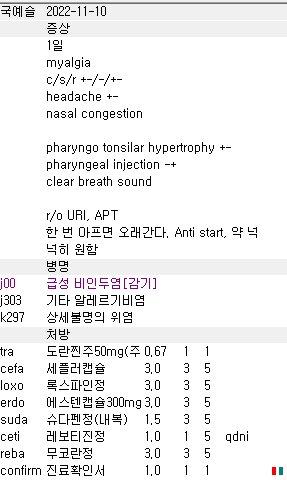 국예슬 2022-11-10
증상
1일
myalgia
c/s/r +-/-/+-
headache +-
nasal congestion
pharyngo tonsilar hypertrophy +-
pharyngeal injection -+
clear breath sound
r/o URI, APT
한 번 아프면 오래간다. Anti start, 약 넉
넉히 원함
병명
j00 급성 비인두염[감기]
j303 기타 알레르기비염
k297 상세불명의 위염
처방
tra 도란찐주50mg(주 0.67 1 1
cefa 세플러캡슐 3.0 3 5
loxo 록스파인정 3.0 3 5
erdo 에스텐캡슐300mg 3.0 3 5
suda 슈다펜정(내복) 1.5 3 5
ceti 레보티진정 1.0 1 5 qdni
reba 무코란정 3.0 3 5
confirm 진료확인서 1.0 1 1